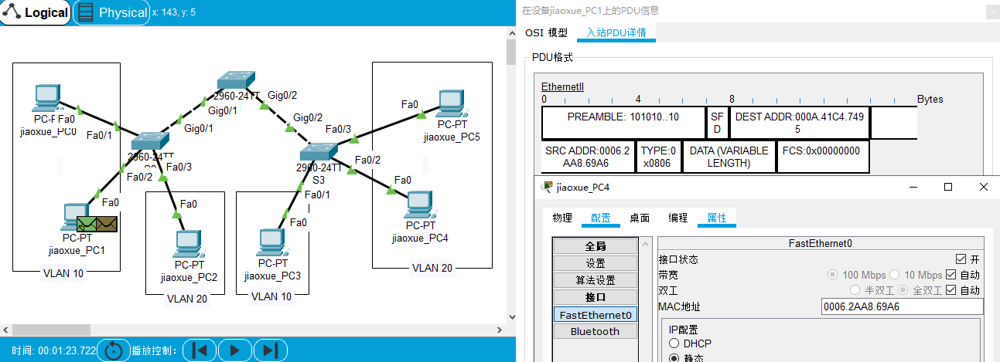 Logical
Physical
x: 143, y: 5
Gig0/2
2960-24TT
Gig0/1
Gig0/1
Gig0/2
PC-F
Fa0
jiaoxue_PC0
Fa0/1
2960-24TT
Fa0/3
Fa0/2
Fa0
PC-PT
jiaoxue_PC1
VLAN 10
Fa0
PC-PT
jiaoxue_PC2
VLAN 20
Fa0
PC-PT
jiaoxue_PC5
Fa0/3
2960-24TT
S3
Fa0/2
Fa0/1
Fa0
PC-PT
jiaoxue_PC4
VLAN 20
Fa0
PC-PT
jiaoxue_PC3
VLAN 10
时间: 00:01:23.722
播放控制:
在设备jiaoxue_PC1上的PDU信息
OSI 模型 入站PDU详情
PDU格式
EthernetII
0 4 8 Bytes
PREAMBLE: 101010..10
SF
D
DEST ADDR:000A.41C4.749
5
SRC ADDR:0006.2
AA8.69A6
TYPE:0
x0806
DATA (VARIABLE
LENGTH)
FCS:0x00000000
jiaoxue_PC4
物理 配置 桌面 编程 属性
全局
设置
算法设置
接口
FastEthernet0
Bluetooth
FastEthernet0
接口状态 开
带宽 100 Mbps 10 Mbps 自动
双工 半双工 全双工 自动
MAC地址 0006.2AA8.69A6
IP配置
DHCP
静态